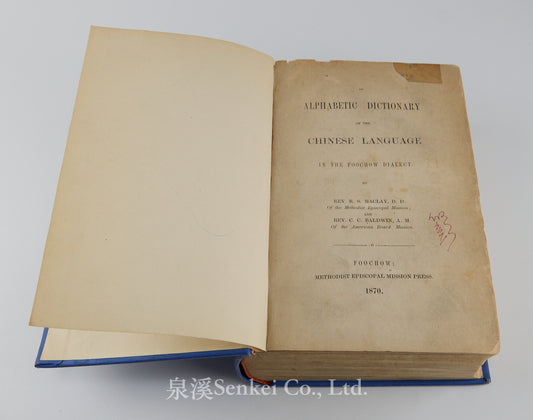 ALPHABETIC DICTIONARY
OF THE
CHINESE LANGUAGE
IN THE FOOCHOW DIALECT.
BY
REV. R. S. MACLAY, D. D.
Of the Methodist Episcopal Mission;
AND
REV. C. C. BALDWIN, A. M.
Of the American Board Mission.
FOOCHOW:
METHODIST EPISCOPAL MISSION PRESS.
1870.
泉溪Senkei Co., Ltd.